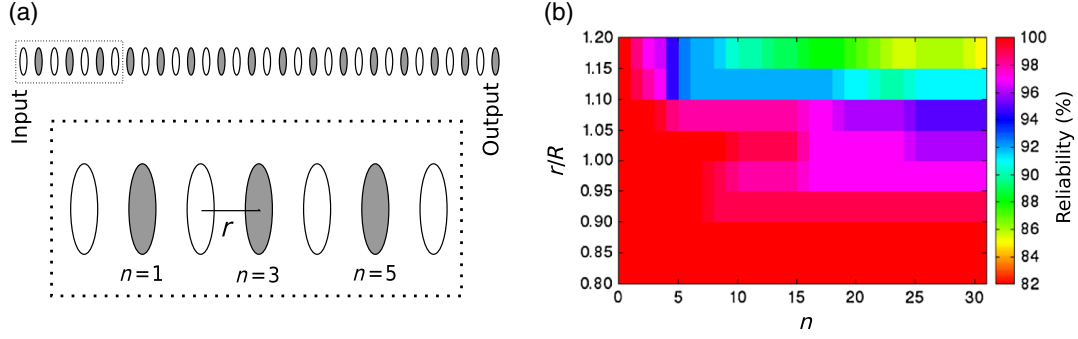 (a)
Input
Output
r
n=1
n=3
n=5
(b)
1.20
1.15
1.10
1.05
1.00
0.95
0.90
0.85
0.80
r/R
0 5 10 15 20 25 30
n
100
98
96
94
92
90
88
86
84
82
Reliability (%)